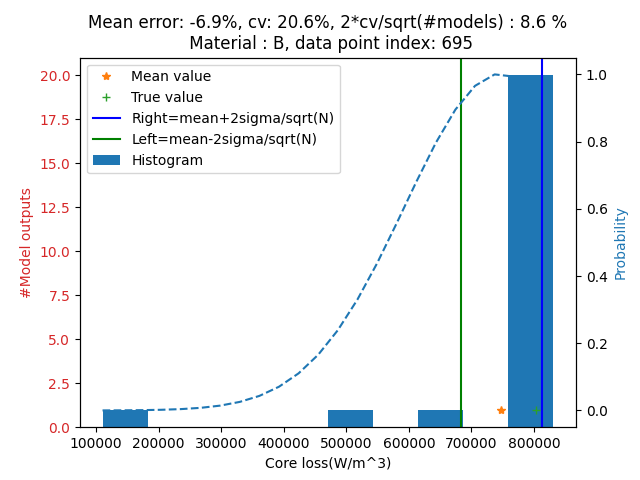 Mean error: -6.9%, cv: 20.6%, 2*cv/sqrt(#models) : 8.6 %
Material : B, data point index: 695
Mean value
True value
Right=mean+2sigma/sqrt(N)
Left=mean-2sigma/sqrt(N)
Histogram
20.0
17.5
15.0
12.5
10.0
7.5
5.0
2.5
0.0
#Model outputs
1.0
0.8
0.6
0.4
0.2
0.0
Probability
100000 200000 300000 400000 500000 600000 700000 800000
Core loss(W/m^3)